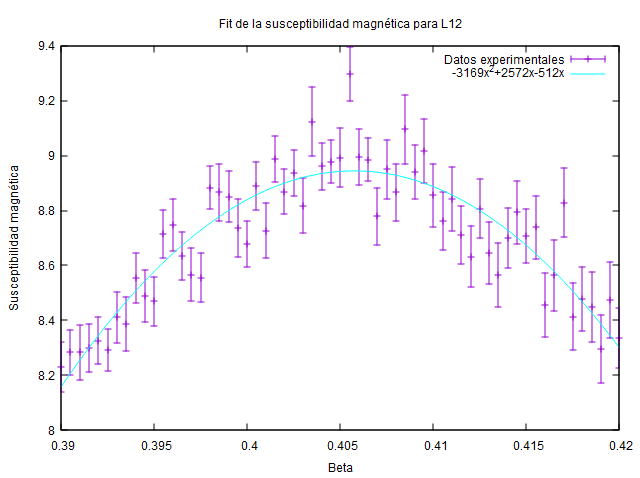 Fit de la susceptibilidad magnética para L12
9.4
9.2
9
8.8
8.6
8.4
8.2
8
Susceptibilidad magnética
Datos experimentales
-3169x²+2572x-512x
0.39 0.395 0.4 0.405 0.41 0.415 0.42
Beta